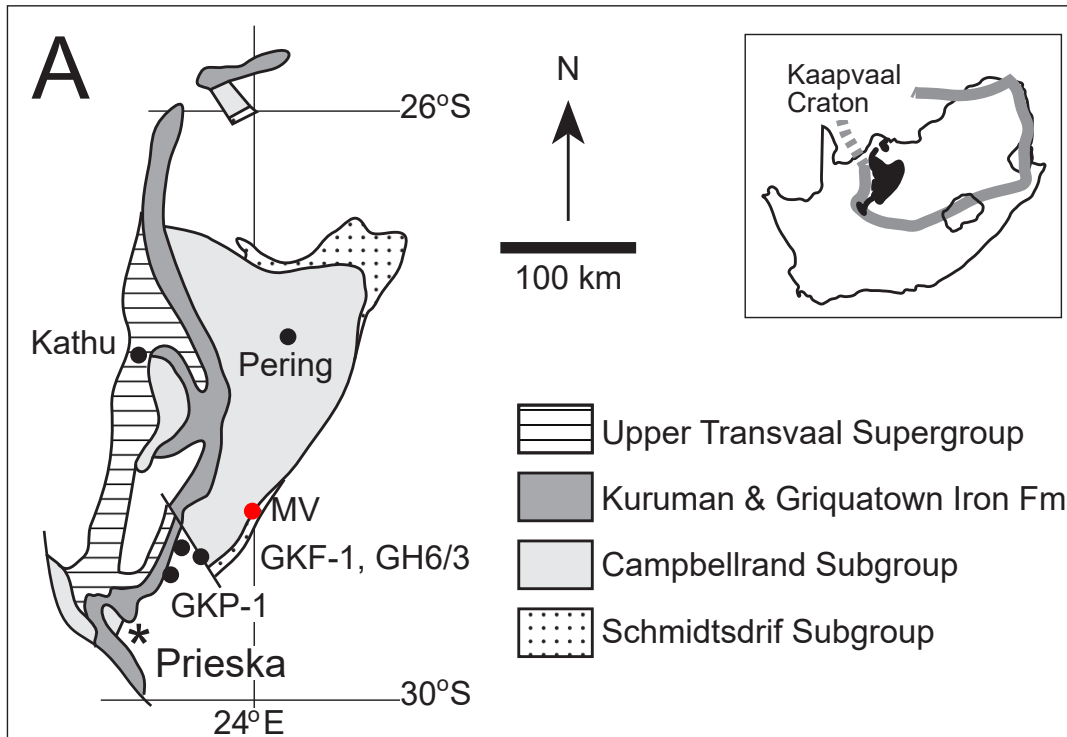 A
N
26°S
100 km
Kaapvaal
Craton
Kathu
Pering
MV
GKF-1, GH6/3
GKP-1
*
Prieska
30°S
24°E
Upper Transvaal Supergroup
Kuruman & Griquatown Iron Fm
Campbellrand Subgroup
Schmidtsdrif Subgroup